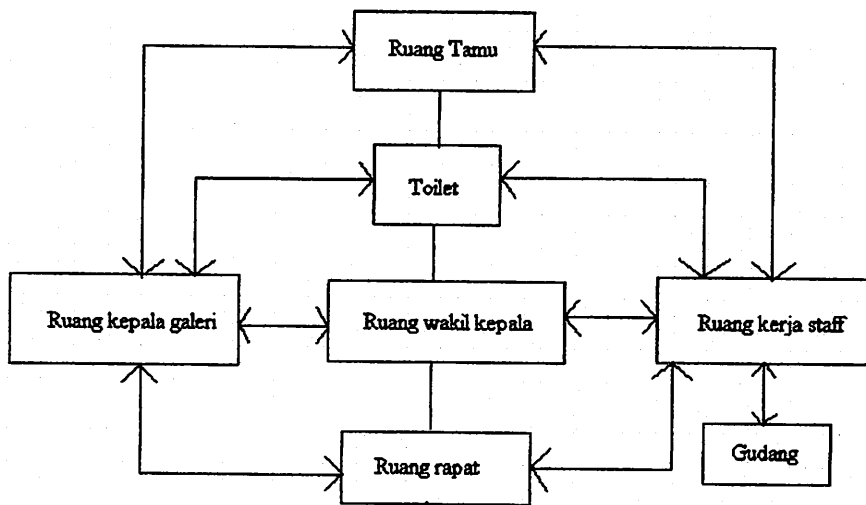 Ruang Tamu
Toilet
Ruang kepala galeri
Ruang wakil kepala
Ruang kerja staff
Ruang rapat
Gudang